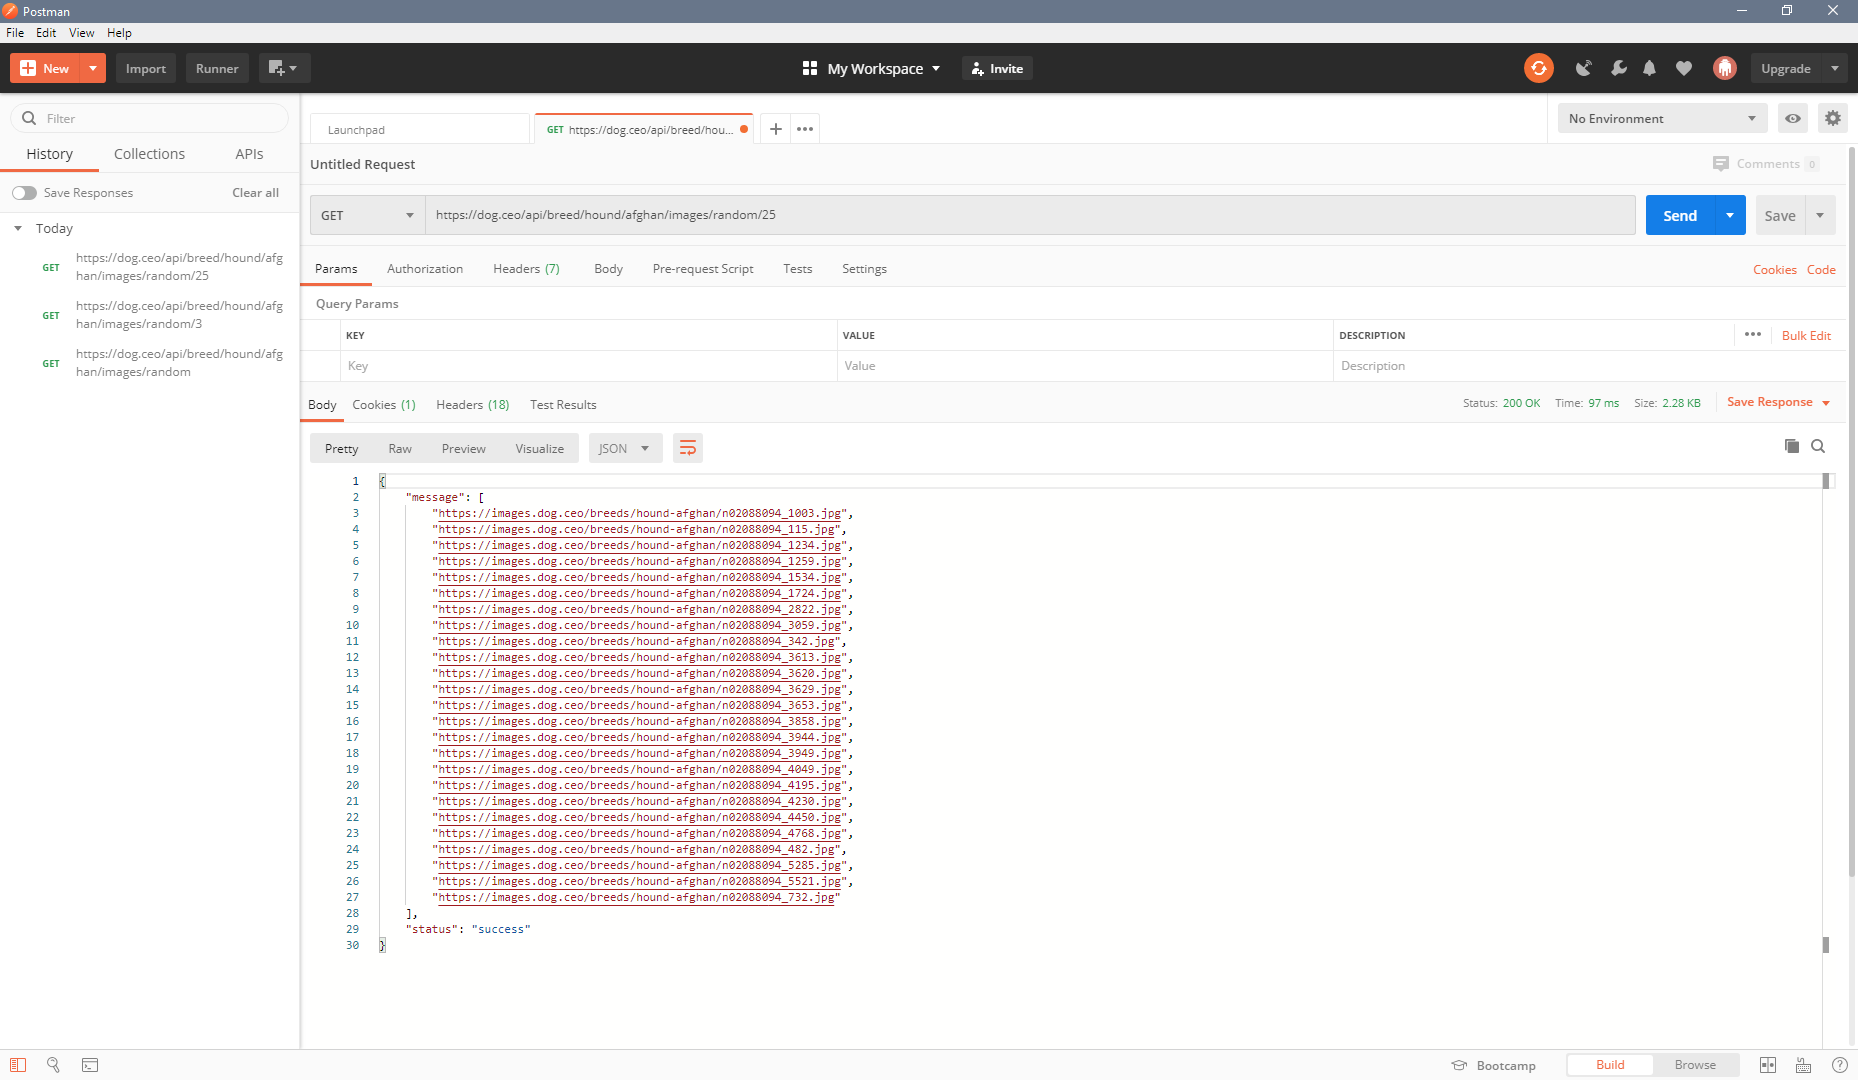 Postman
File Edit View Help
New Import Runner My Workspace Invite Upgrade
Filter
History Collections APIs
Save Responses Clear all
Today
GET https://dog.ceo/api/breed/hound/afg
han/images/random/25
GET https://dog.ceo/api/breed/hound/afg
han/images/random/3
GET https://dog.ceo/api/breed/hound/afg
han/images/random
Launchpad GET https://dog.ceo/api/breed/hou... No Environment
Untitled Request Comments 0
GET https://dog.ceo/api/breed/hound/afghan/images/random/25 Send Save
Params Authorization Headers (7) Body Pre-request Script Tests Settings Cookies Code
Query Params
KEY VALUE DESCRIPTION Bulk Edit
Key Value Description
Body Cookies (1) Headers (18) Test Results Status: 200 OK Time: 97 ms Size: 2.28 KB Save Response
Pretty Raw Preview Visualize JSON
1 {
2 "message": [
3 "https://images.dog.ceo/breeds/hound-afghan/n02088094_1003.jpg",
4 "https://images.dog.ceo/breeds/hound-afghan/n02088094_115.jpg",
5 "https://images.dog.ceo/breeds/hound-afghan/n02088094_1234.jpg",
6 "https://images.dog.ceo/breeds/hound-afghan/n02088094_1259.jpg",
7 "https://images.dog.ceo/breeds/hound-afghan/n02088094_1534.jpg",
8 "https://images.dog.ceo/breeds/hound-afghan/n02088094_1724.jpg",
9 "https://images.dog.ceo/breeds/hound-afghan/n02088094_2822.jpg",
10 "https://images.dog.ceo/breeds/hound-afghan/n02088094_3059.jpg",
11 "https://images.dog.ceo/breeds/hound-afghan/n02088094_342.jpg",
12 "https://images.dog.ceo/breeds/hound-afghan/n02088094_3613.jpg",
13 "https://images.dog.ceo/breeds/hound-afghan/n02088094_3620.jpg",
14 "https://images.dog.ceo/breeds/hound-afghan/n02088094_3629.jpg",
15 "https://images.dog.ceo/breeds/hound-afghan/n02088094_3653.jpg",
16 "https://images.dog.ceo/breeds/hound-afghan/n02088094_3858.jpg",
17 "https://images.dog.ceo/breeds/hound-afghan/n02088094_3944.jpg",
18 "https://images.dog.ceo/breeds/hound-afghan/n02088094_3949.jpg",
19 "https://images.dog.ceo/breeds/hound-afghan/n02088094_4049.jpg",
20 "https://images.dog.ceo/breeds/hound-afghan/n02088094_4195.jpg",
21 "https://images.dog.ceo/breeds/hound-afghan/n02088094_4230.jpg",
22 "https://images.dog.ceo/breeds/hound-afghan/n02088094_4450.jpg",
23 "https://images.dog.ceo/breeds/hound-afghan/n02088094_4768.jpg",
24 "https://images.dog.ceo/breeds/hound-afghan/n02088094_482.jpg",
25 "https://images.dog.ceo/breeds/hound-afghan/n02088094_5285.jpg",
26 "https://images.dog.ceo/breeds/hound-afghan/n02088094_5521.jpg",
27 "https://images.dog.ceo/breeds/hound-afghan/n02088094_732.jpg"
28 ],
29 "status": "success"
30 }
Bootcamp Build Browse